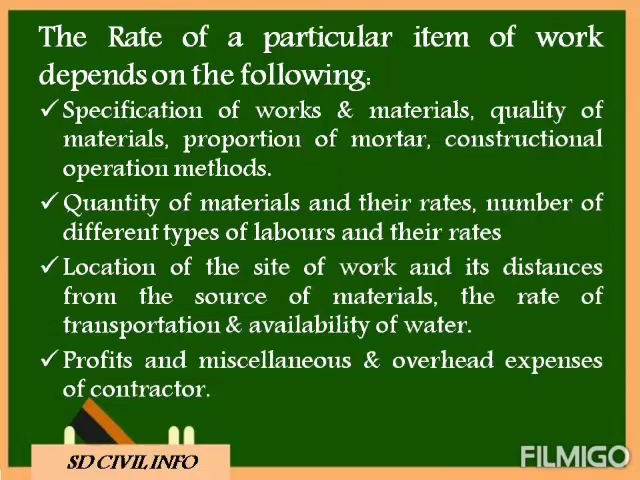 The Rate of a particular item of work
depends on the following:
✓ Specification of works & materials, quality of
materials, proportion of mortar, constructional
operation methods.
✓ Quantity of materials and their rates, number of
different types of labours and their rates
✓ Location of the site of work and its distances
from the source of materials, the rate of
transportation & availability of water.
✓ Profits and miscellaneous & overhead expenses
of contractor.
SD CIVIL INFO
FILMIGO